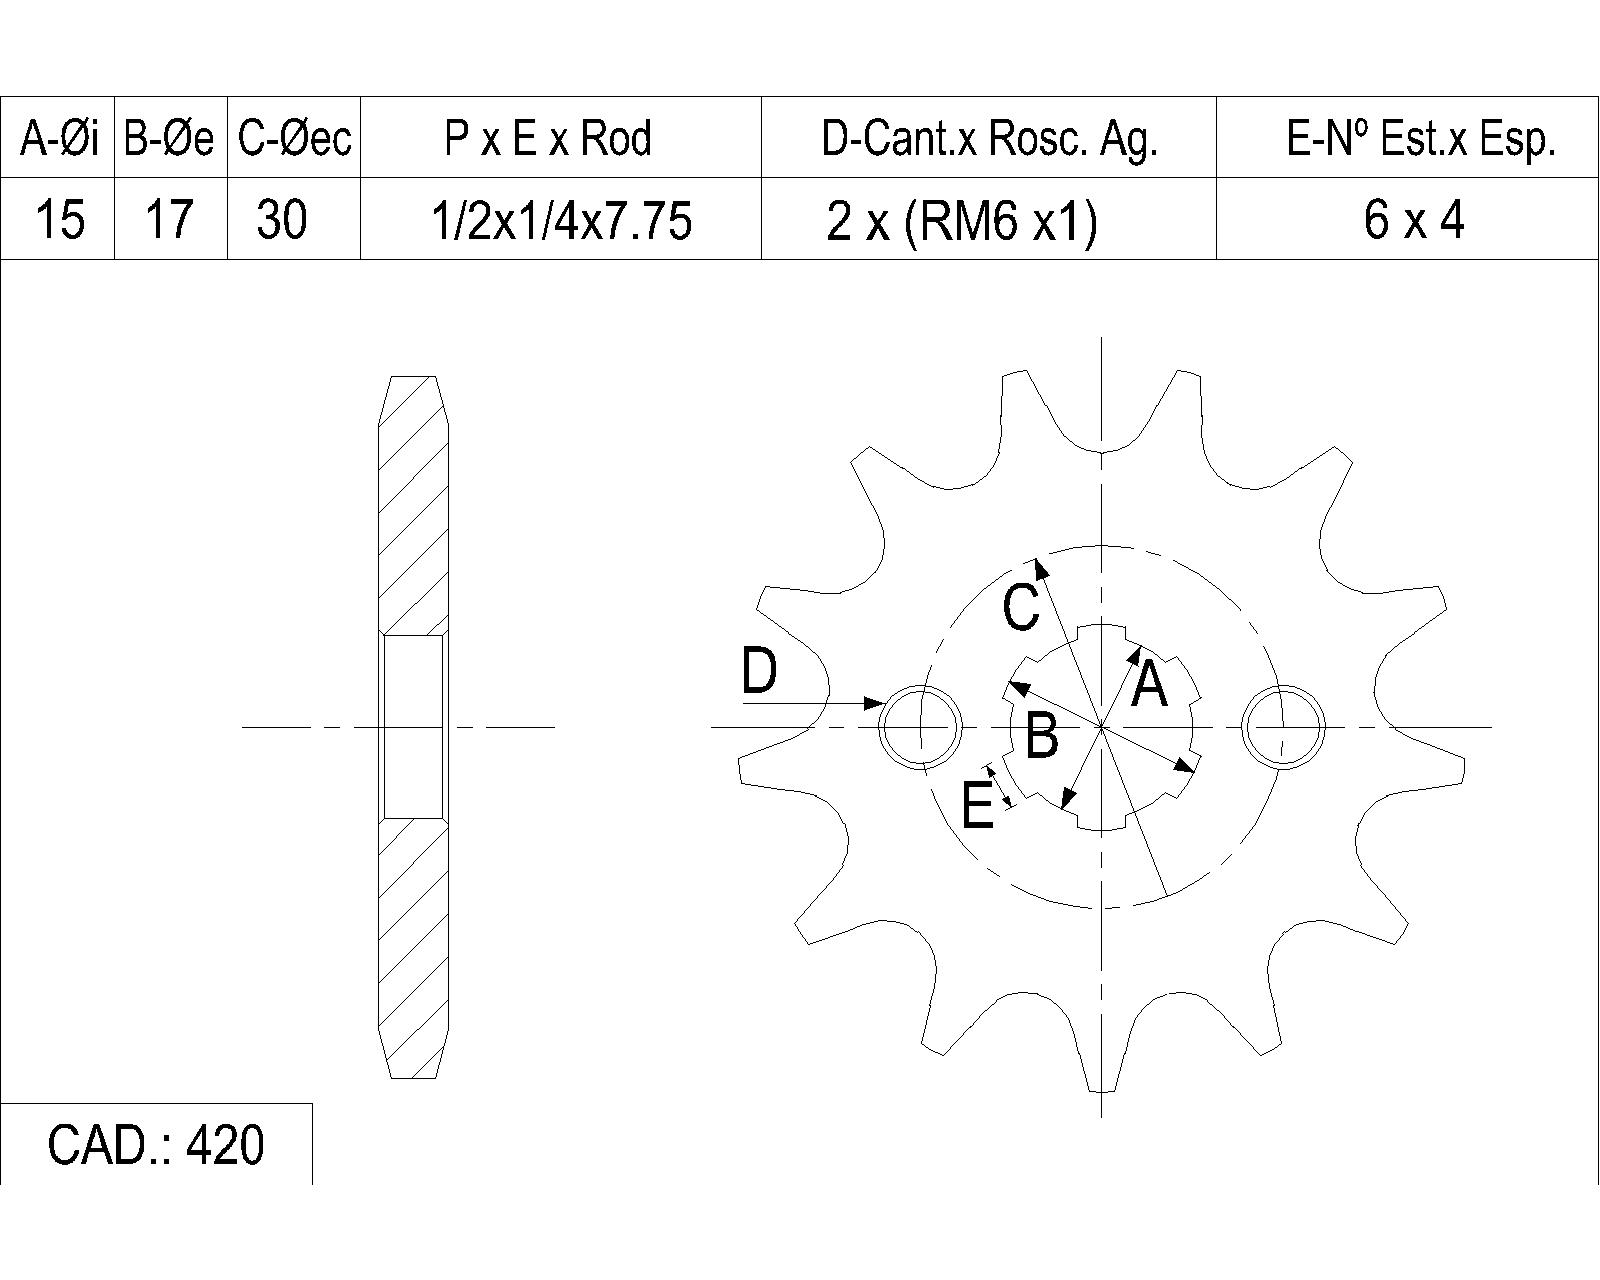 A-Øi B-Øe C-Øec P x E x Rod D-Cant.x Rosc. Ag. E-Nº Est.x Esp.
15 17 30 1/2x1/4x7.75 2 x (RM6 x1) 6 x 4
C
D
A
B
E
CAD.: 420